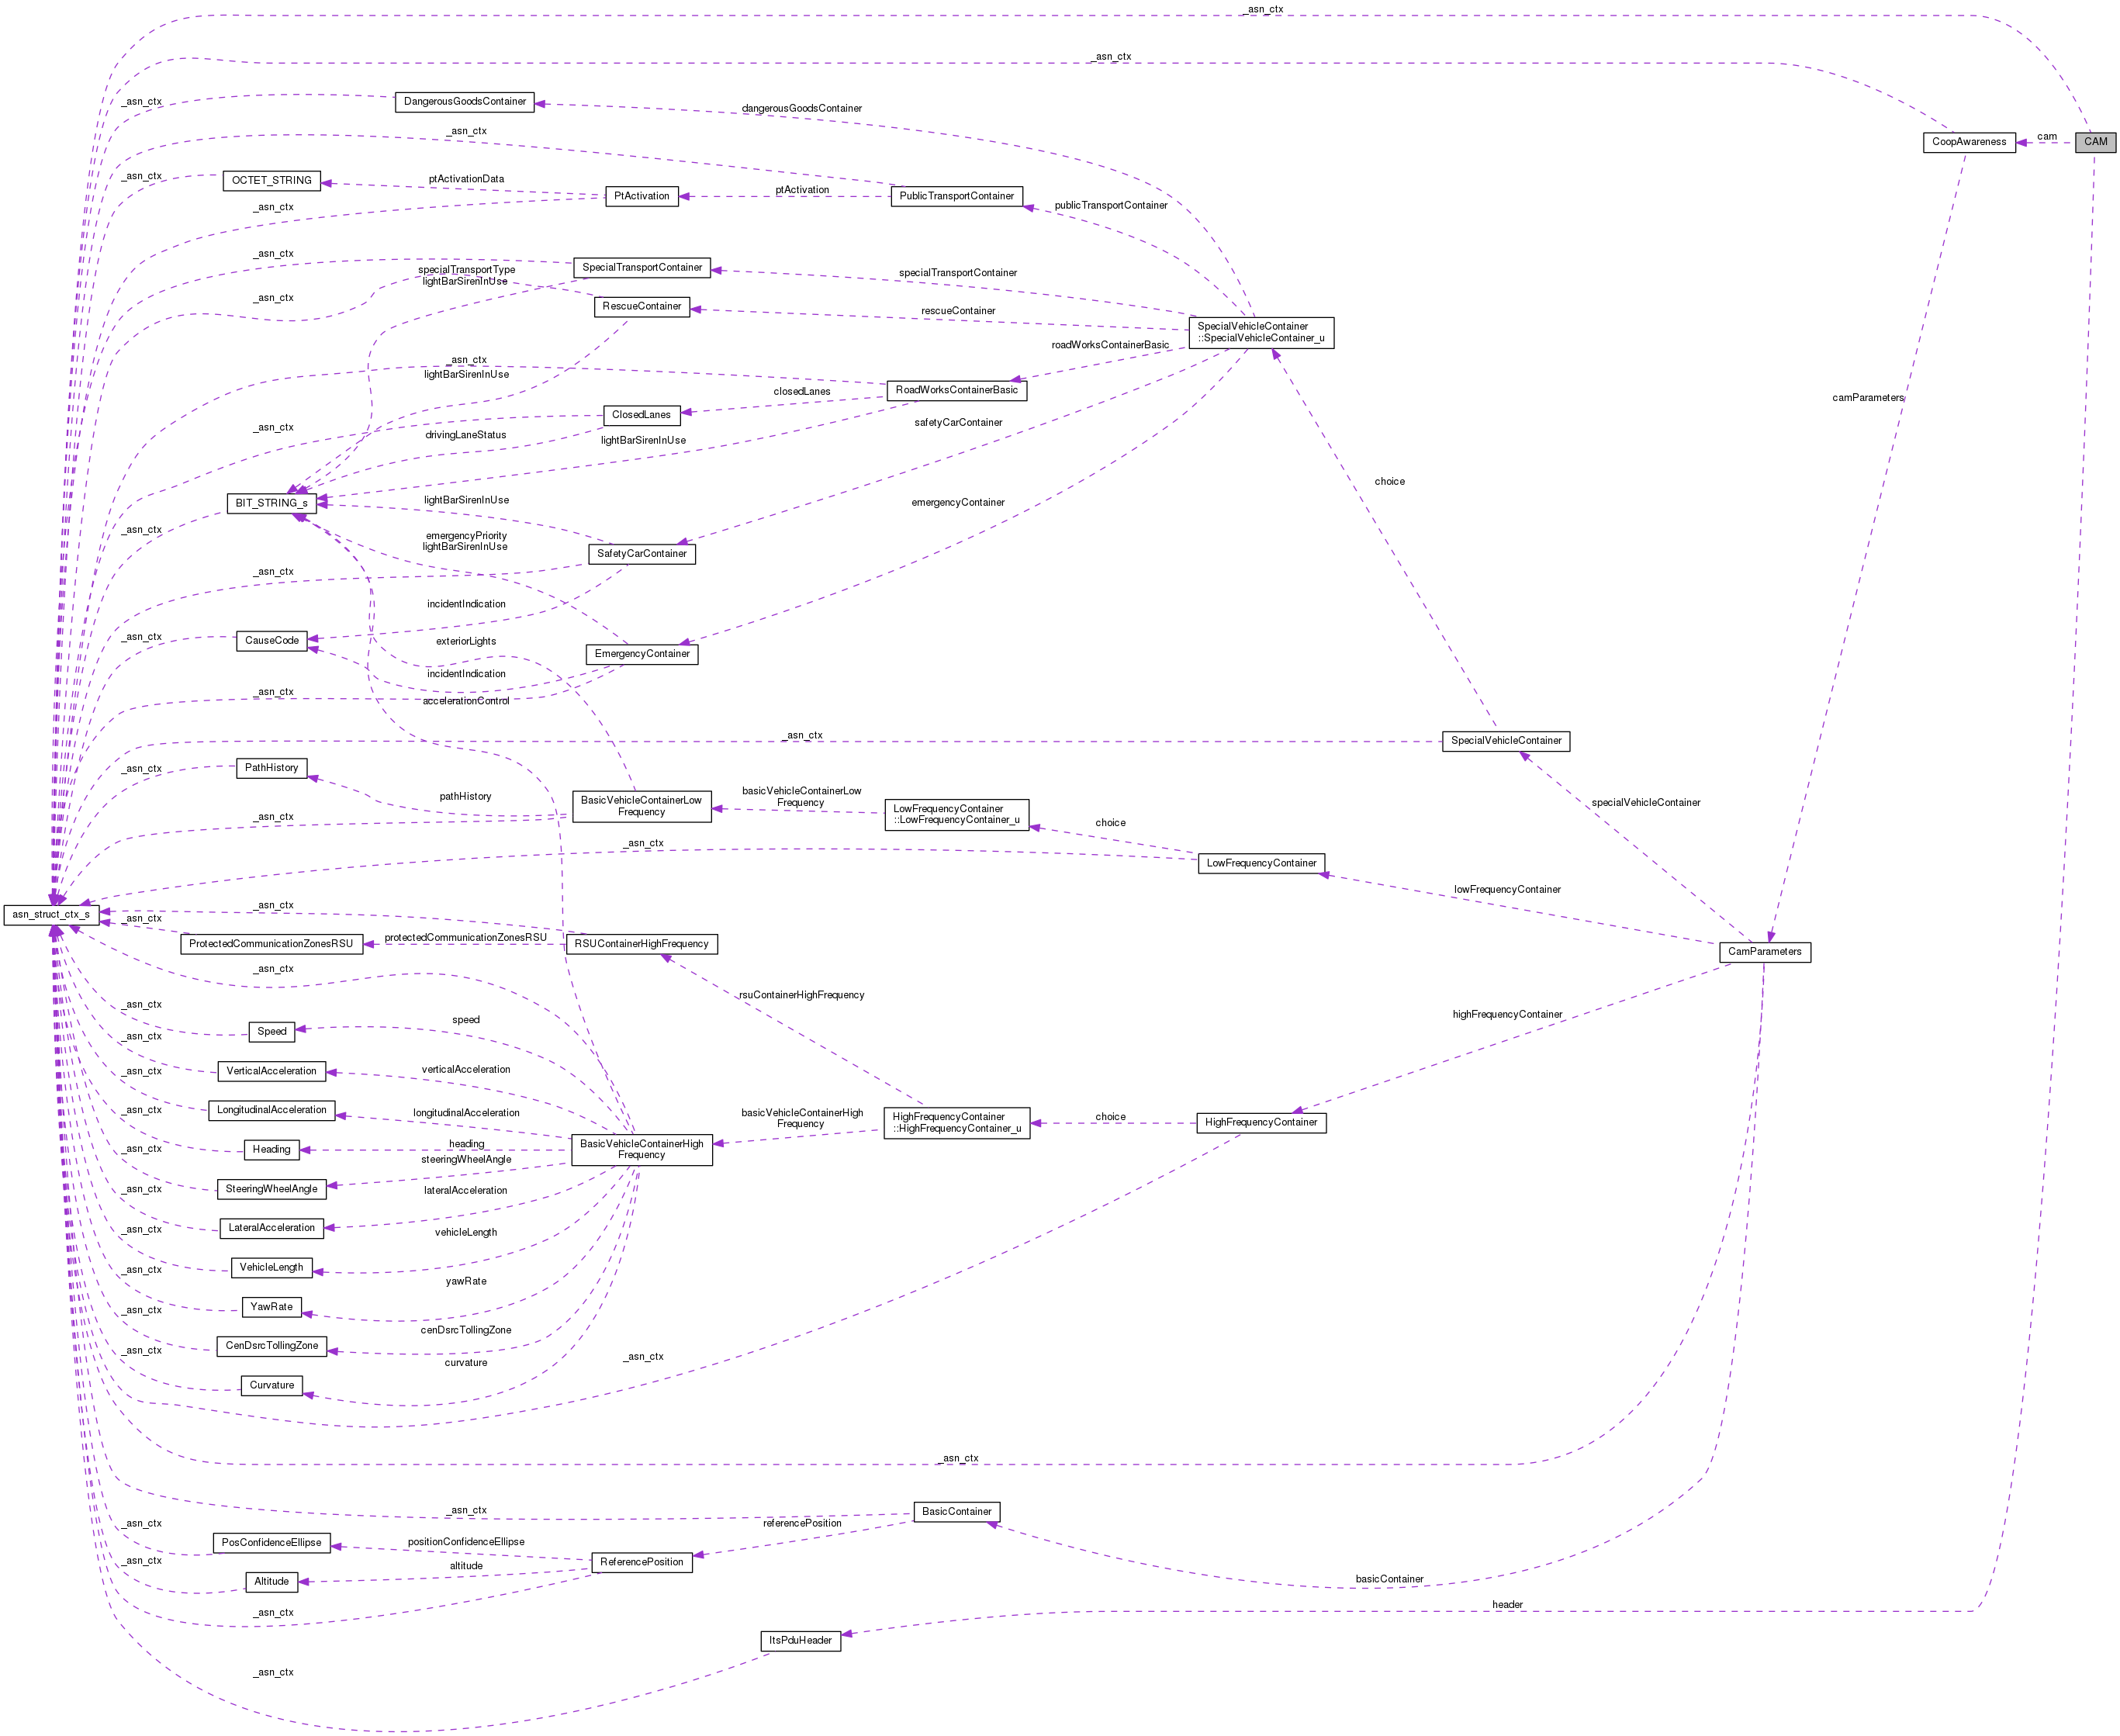 _asn_ctx
_asn_ctx
_asn_ctx
DangerousGoodsContainer
dangerousGoodsContainer
_asn_ctx
CoopAwareness
cam
CAM
_asn_ctx
OCTET_STRING
ptActivationData
PtActivation
ptActivation
PublicTransportContainer
publicTransportContainer
_asn_ctx
_asn_ctx
SpecialTransportContainer
specialTransportContainer
specialTransportType
lightBarSirenInUse
_asn_ctx
RescueContainer
rescueContainer
SpecialVehicleContainer
::SpecialVehicleContainer_u
roadWorksContainerBasic
_asn_ctx
lightBarSirenInUse
RoadWorksContainerBasic
closedLanes
camParameters
ClosedLanes
_asn_ctx
drivingLaneStatus
lightBarSirenInUse
safetyCarContainer
choice
BIT_STRING_s
lightBarSirenInUse
emergencyContainer
_asn_ctx
emergencyPriority
lightBarSirenInUse
SafetyCarContainer
_asn_ctx
incidentIndication
_asn_ctx
CauseCode
exteriorLights
EmergencyContainer
incidentIndication
_asn_ctx
accelerationControl
_asn_ctx
SpecialVehicleContainer
_asn_ctx
PathHistory
pathHistory
BasicVehicleContainerLow
Frequency
basicVehicleContainerLow
Frequency
LowFrequencyContainer
::LowFrequencyContainer_u
specialVehicleContainer
_asn_ctx
choice
_asn_ctx
LowFrequencyContainer
lowFrequencyContainer
asn_struct_ctx_s
_asn_ctx
_asn_ctx
ProtectedCommunicationZonesRSU
protectedCommunicationZonesRSU
RSUContainerHighFrequency
CamParameters
_asn_ctx
rsuContainerHighFrequency
_asn_ctx
Speed
speed
highFrequencyContainer
_asn_ctx
VerticalAcceleration
verticalAcceleration
_asn_ctx
LongitudinalAcceleration
longitudinalAcceleration
basicVehicleContainerHigh
Frequency
HighFrequencyContainer
::HighFrequencyContainer_u
choice
HighFrequencyContainer
_asn_ctx
Heading
heading
BasicVehicleContainerHigh
Frequency
_asn_ctx
SteeringWheelAngle
steeringWheelAngle
_asn_ctx
LateralAcceleration
lateralAcceleration
_asn_ctx
VehicleLength
vehicleLength
_asn_ctx
YawRate
yawRate
_asn_ctx
CenDsrcTollingZone
cenDsrcTollingZone
_asn_ctx
Curvature
curvature
_asn_ctx
_asn_ctx
_asn_ctx
BasicContainer
_asn_ctx
PosConfidenceEllipse
positionConfidenceEllipse
referencePosition
ReferencePosition
_asn_ctx
Altitude
altitude
basicContainer
_asn_ctx
header
ItsPduHeader
_asn_ctx